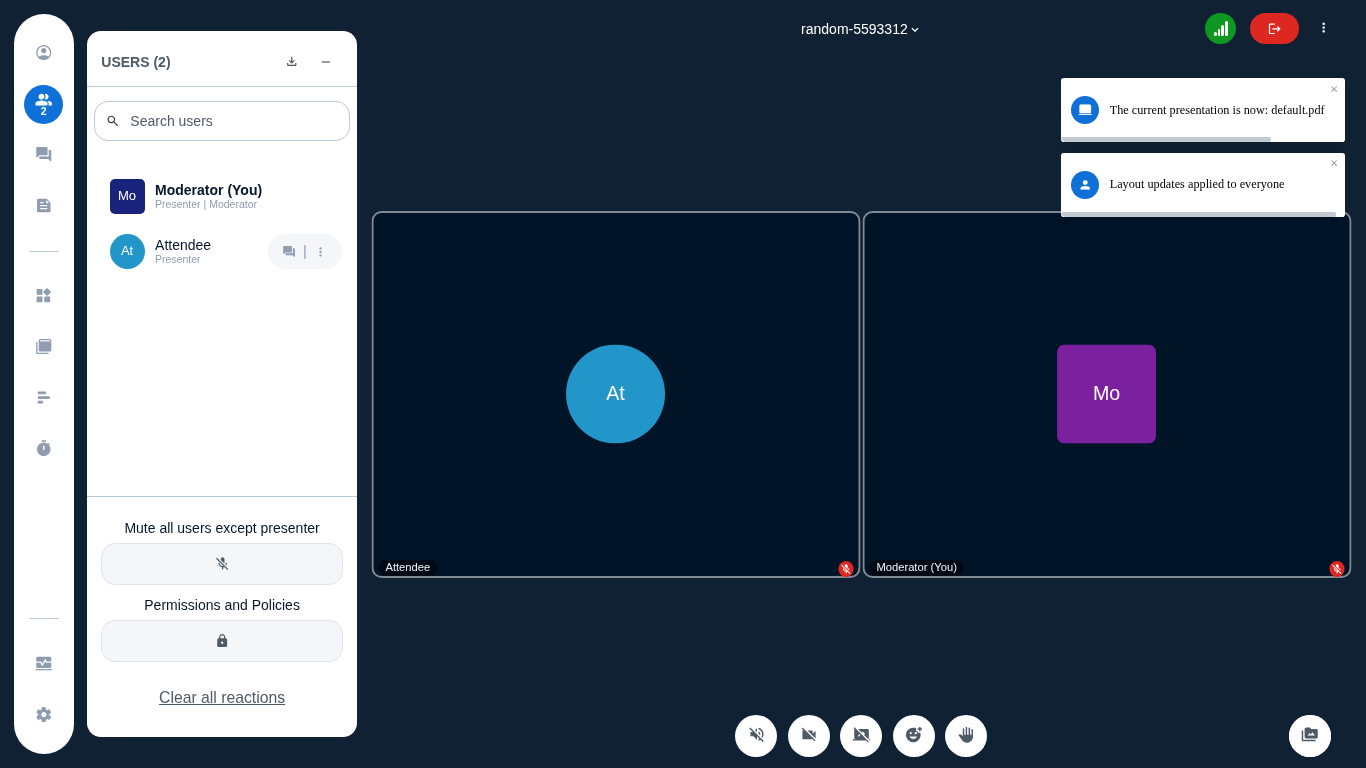 random-5593312
USERS (2)
2
Search users
Mo
Moderator (You)
Presenter | Moderator
At
Attendee
Presenter
Mute all users except presenter
Permissions and Policies
Clear all reactions
The current presentation is now: default.pdf
Layout updates applied to everyone
At
Mo
Attendee
Moderator (You)